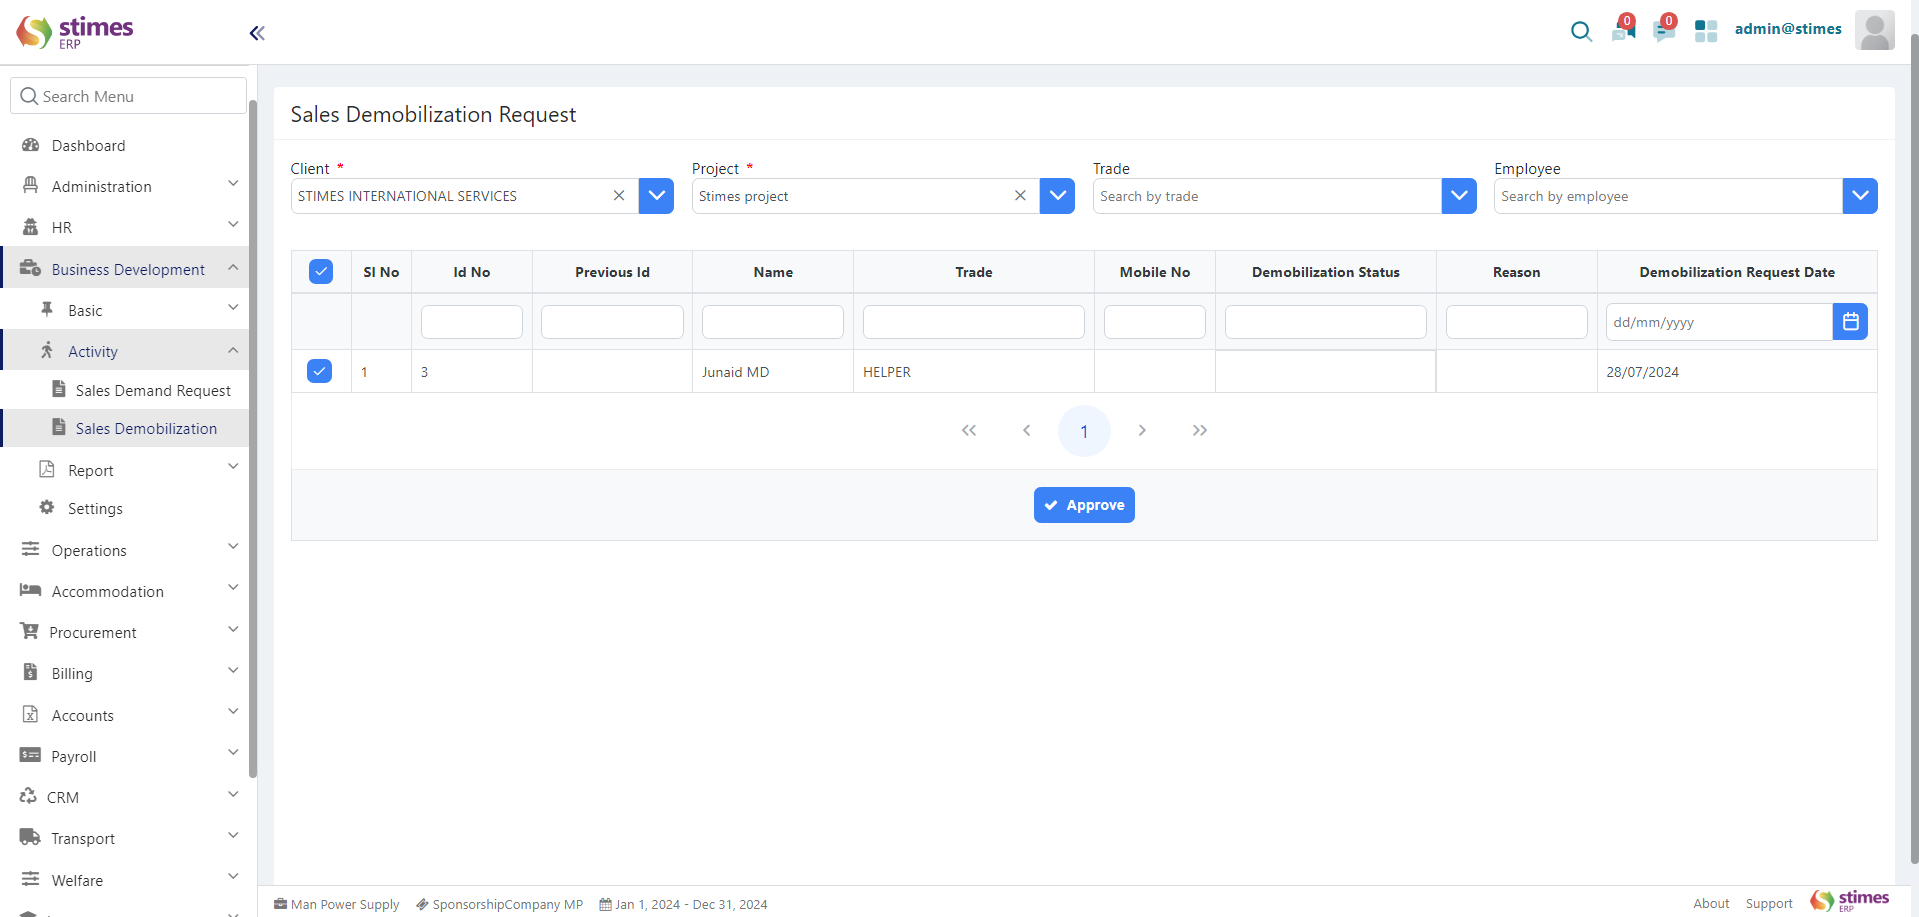 stimes
ERP
0
0
admin@stimes
Search Menu
Dashboard
Administration
HR
Business Development
Basic
Activity
Sales Demand Request
Sales Demobilization
Report
Settings
Operations
Accommodation
Procurement
Billing
Accounts
Payroll
CRM
Transport
Welfare
Sales Demobilization Request
Client * Project * Trade Employee
STIMES INTERNATIONAL SERVICES Stimes project Search by trade Search by employee
Sl No Id No Previous Id Name Trade Mobile No Demobilization Status Reason Demobilization Request Date
dd/mm/yyyy
1 3 Junaid MD HELPER 28/07/2024
1
Approve
Man Power Supply SponsorshipCompany MP Jan 1, 2024 - Dec 31, 2024
About Support
stimes
ERP